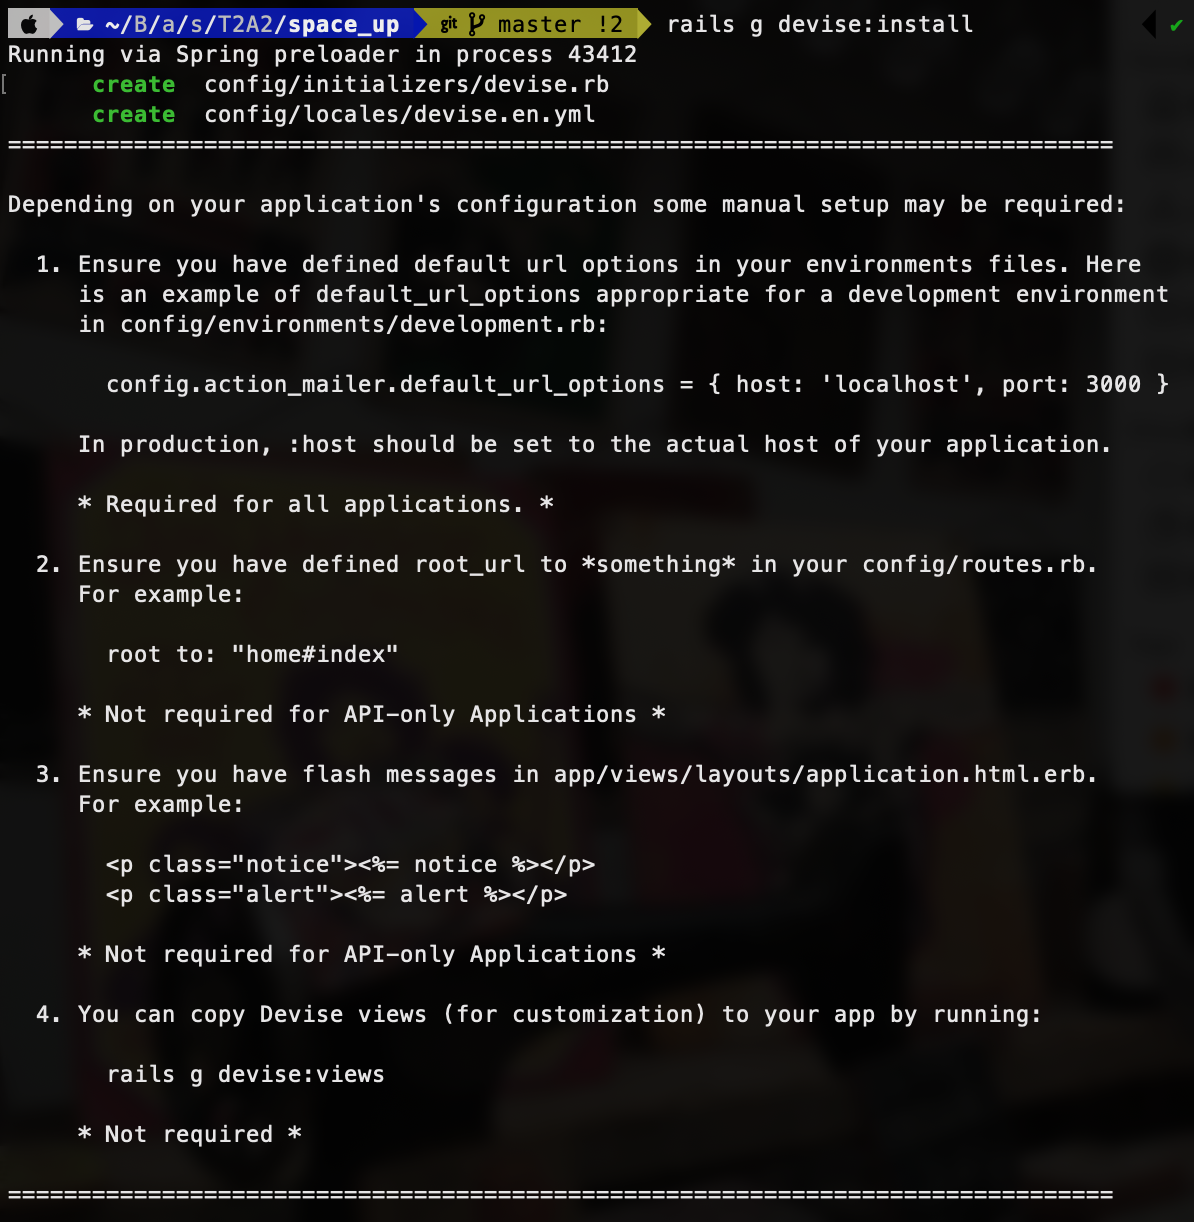 ~/B/a/s/T2A2/space_up git master !2 rails g devise:install ✔
Running via Spring preloader in process 43412
[ create config/initializers/devise.rb
create config/locales/devise.en.yml
===============================================================================
Depending on your application's configuration some manual setup may be required:
1. Ensure you have defined default url options in your environments files. Here
is an example of default_url_options appropriate for a development environment
in config/environments/development.rb:
config.action_mailer.default_url_options = { host: 'localhost', port: 3000 }
In production, :host should be set to the actual host of your application.
* Required for all applications. *
2. Ensure you have defined root_url to *something* in your config/routes.rb.
For example:
root to: "home#index"
* Not required for API-only Applications *
3. Ensure you have flash messages in app/views/layouts/application.html.erb.
For example:
<p class="notice"><%= notice %></p>
<p class="alert"><%= alert %></p>
* Not required for API-only Applications *
4. You can copy Devise views (for customization) to your app by running:
rails g devise:views
* Not required *
===============================================================================